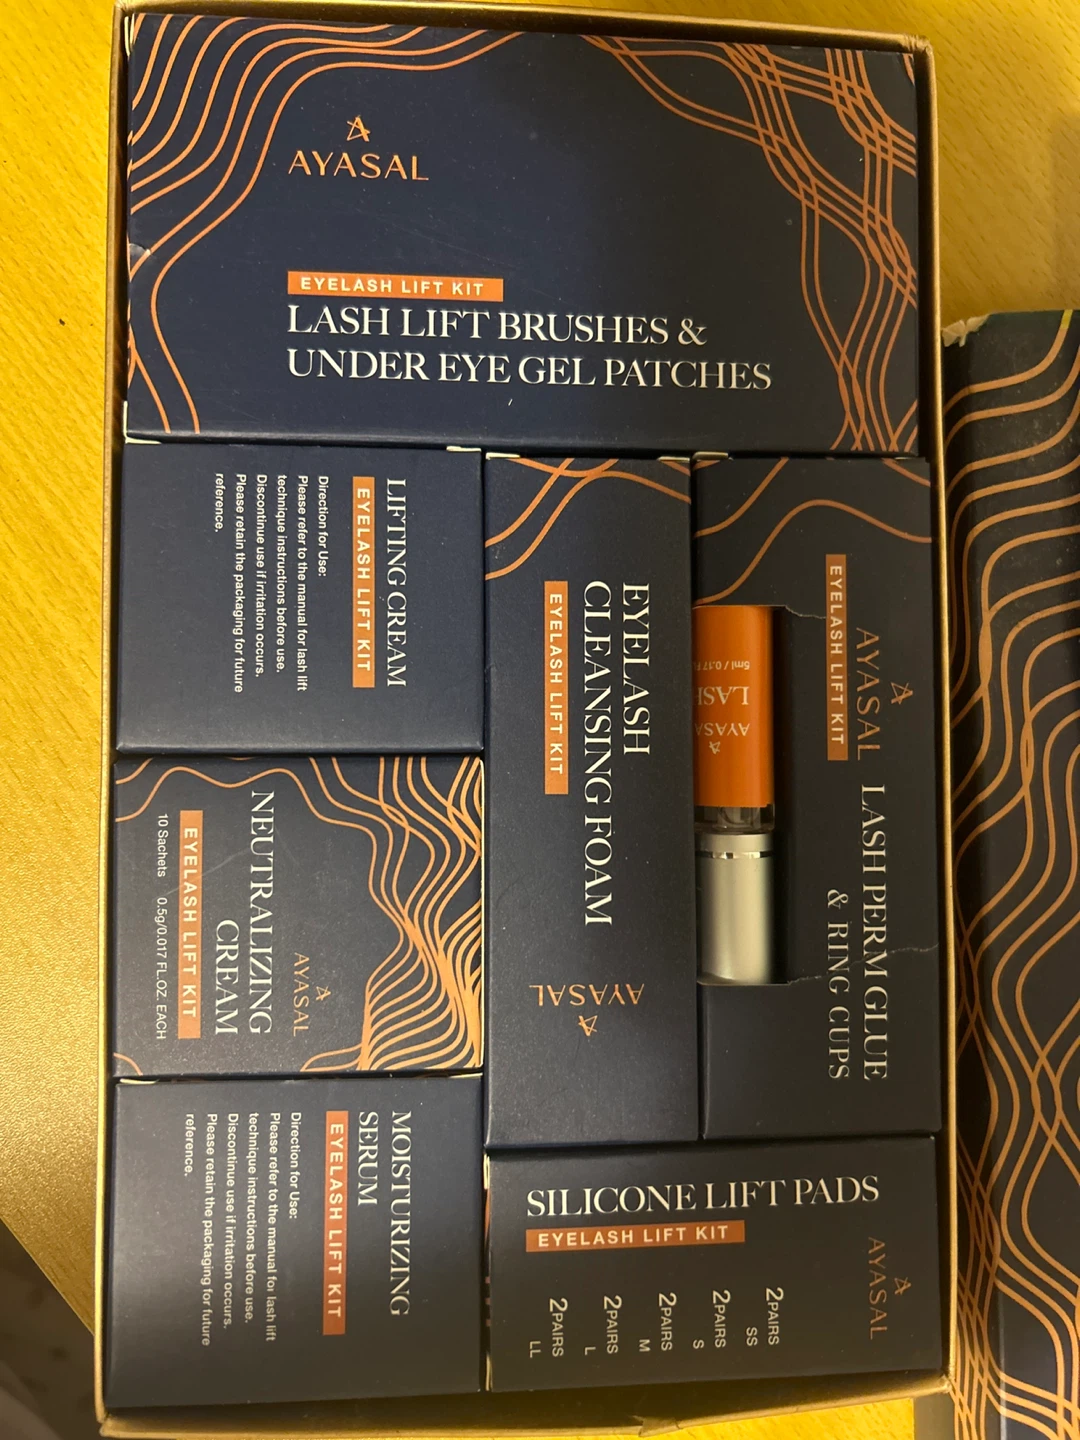 AYASAL
EYELASH LIFT KIT
LASH LIFT BRUSHES &
UNDER EYE GEL PATCHES
LIFTING CREAM
EYELASH LIFT KIT
Direction for Use:
Please refer to the manual for lash lift
technique instructions before use.
Discontinue use if irritation occurs.
Please retain the packaging for future
reference.
EYELASH
CLEANSING FOAM
EYELASH LIFT KIT
AYASAL
AYASAL
LASH PERM GLUE
& RING CUPS
EYELASH LIFT KIT
AYASAL
LASH
5ml / 0.17 FL
AYASAL
NEUTRALIZING
CREAM
EYELASH LIFT KIT
10 Sachets 0.5g/0.017 FL.OZ. EACH
MOISTURIZING
SERUM
EYELASH LIFT KIT
Direction for Use:
Please refer to the manual for lash lift
technique instructions before use.
Discontinue use if irritation occurs.
Please retain the packaging for future
reference.
SILICONE LIFT PADS
EYELASH LIFT KIT
AYASAL
2PAIRS
SS
2PAIRS
S
2PAIRS
M
2PAIRS
L
2PAIRS
LL